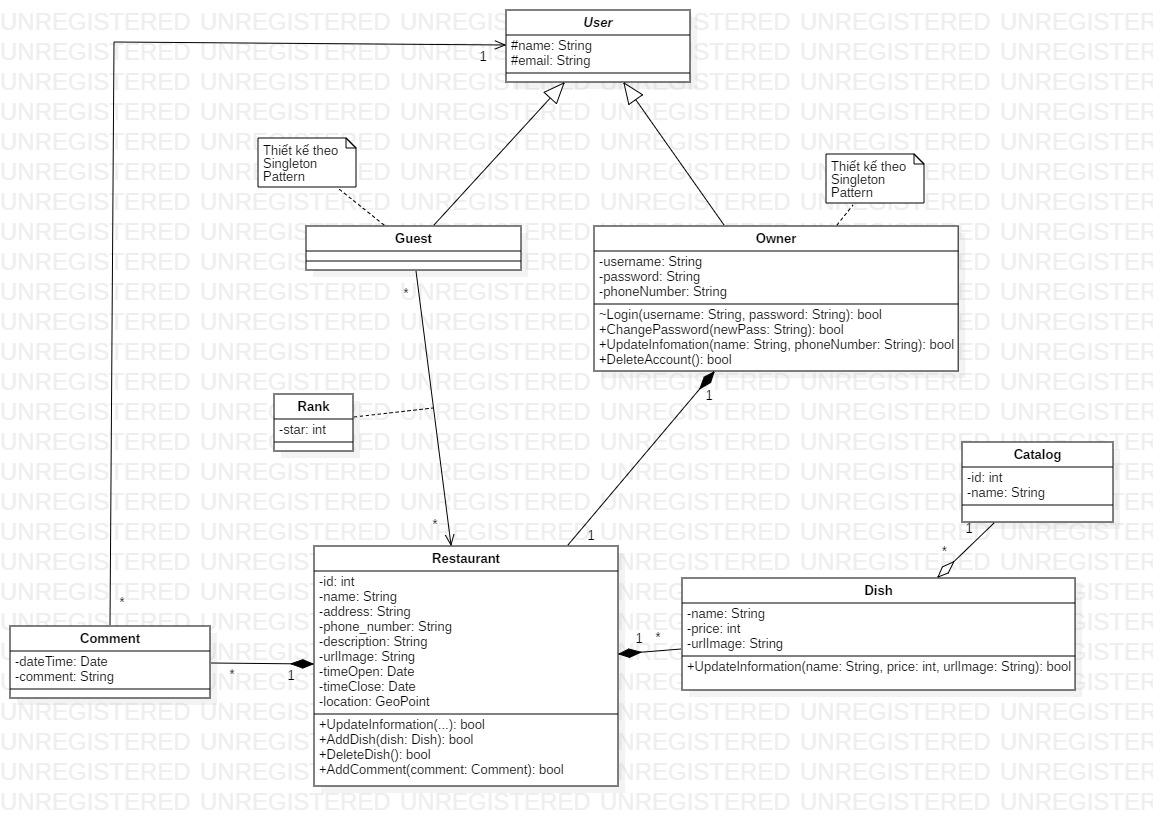 User
#name: String
#email: String
1
Thiết kế theo
Singleton
Pattern
Thiết kế theo
Singleton
Pattern
Guest
*
Owner
-username: String
-password: String
-phoneNumber: String
~Login(username: String, password: String): bool
+ChangePassword(newPass: String): bool
+UpdateInfomation(name: String, phoneNumber: String): bool
+DeleteAccount(): bool
1
Rank
-star: int
Catalog
-id: int
-name: String
1
*
*
1
Restaurant
-id: int
-name: String
-address: String
-phone_number: String
-description: String
-urlImage: String
-timeOpen: Date
-timeClose: Date
-location: GeoPoint
+UpdateInformation(...): bool
+AddDish(dish: Dish): bool
+DeleteDish(): bool
+AddComment(comment: Comment): bool
Dish
-name: String
-price: int
-urlImage: String
+UpdateInformation(name: String, price: int, urlImage: String): bool
1 *
*
Comment
-dateTime: Date
-comment: String
* 1
UNREGISTERED